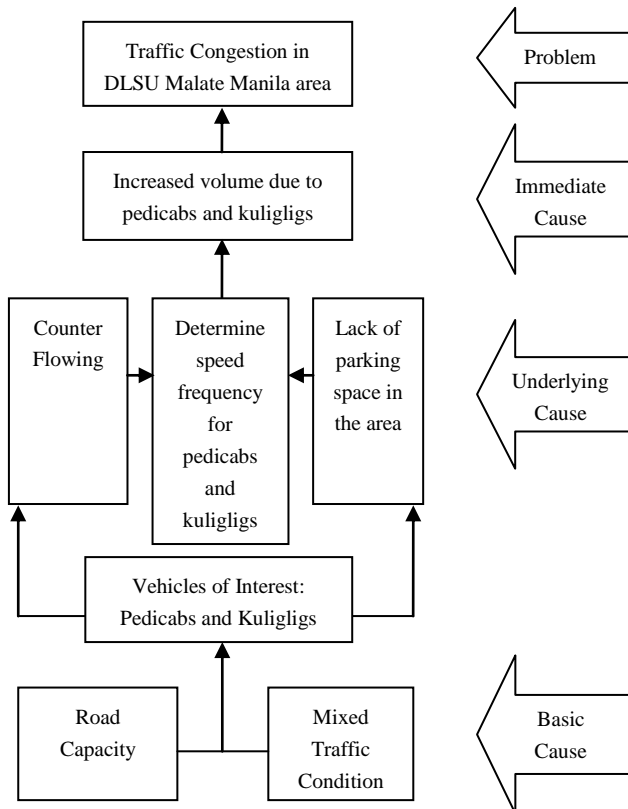 Traffic Congestion in
DLSU Malate Manila area
Problem
Increased volume due to
pedicabs and kuligligs
Immediate
Cause
Counter
Flowing
Determine
speed
frequency
for
pedicabs
and
kuligligs
Lack of
parking
space in
the area
Underlying
Cause
Vehicles of Interest:
Pedicabs and Kuligligs
Road
Capacity
Mixed
Traffic
Condition
Basic
Cause